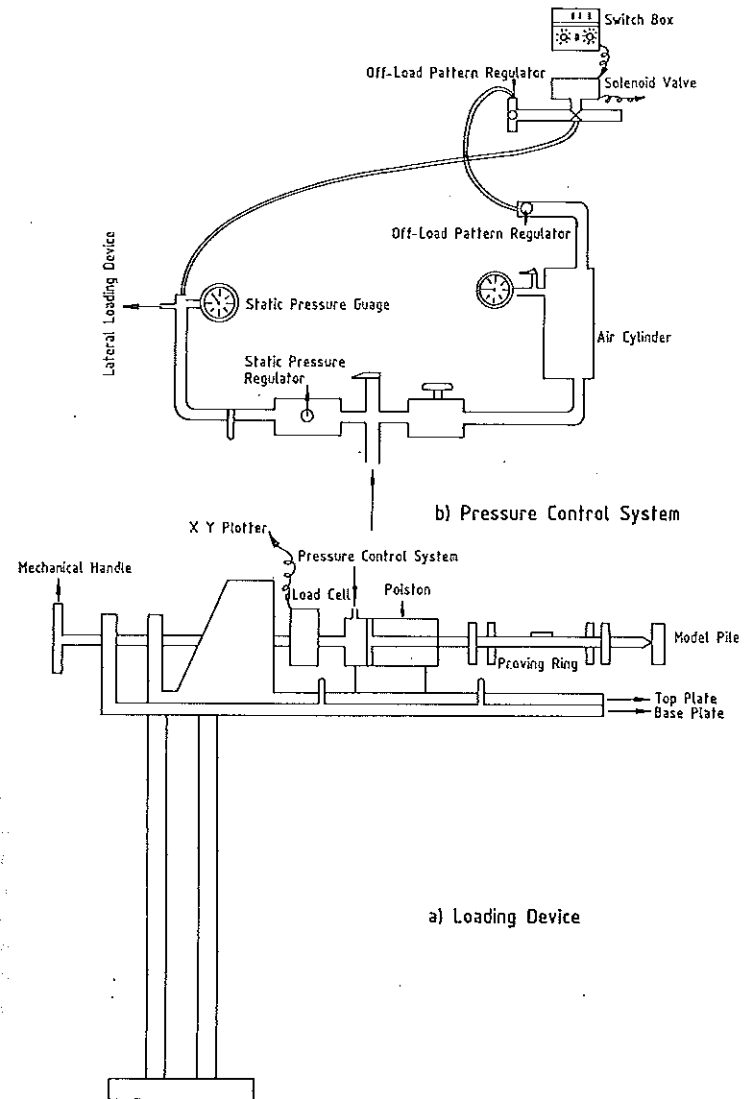 Switch Box
Off-Load Pattern Regulator
Solenoid Valve
Off-Load Pattern Regulator
Lateral Loading Device
Static Pressure Guage
Air Cylinder
Static Pressure
Regulator
b) Pressure Control System
X Y Plotter
Pressure Control System
Mechanical Handle
Load Cell
Poiston
Model Pile
Proving Ring
Top Plate
Base Plate
a) Loading Device